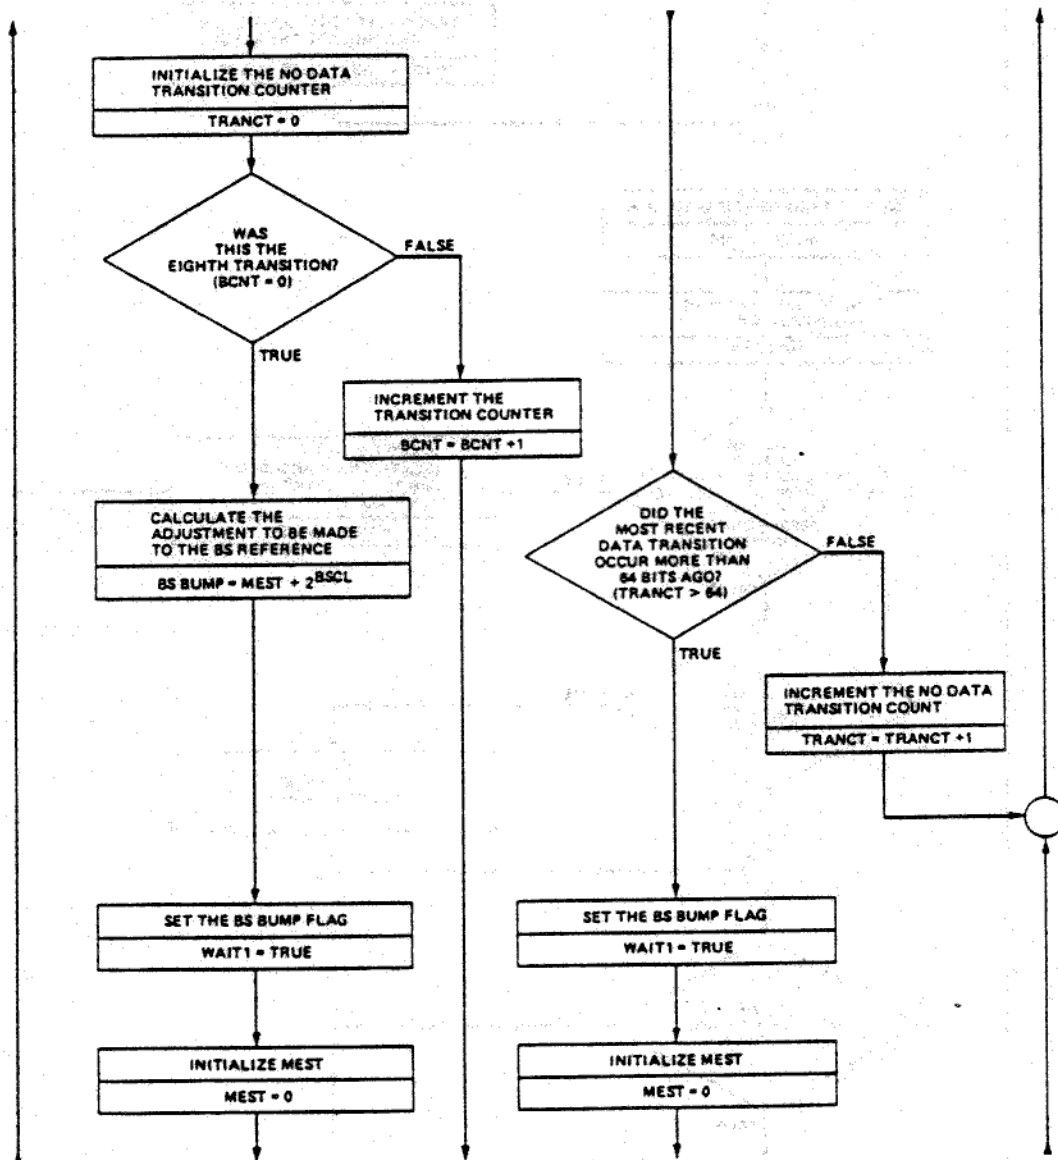 INITIALIZE THE NO DATA
TRANSITION COUNTER
TRANCT = 0
WAS
THIS THE
EIGHTH TRANSITION?
(BCNT = 0)
FALSE
TRUE
INCREMENT THE
TRANSITION COUNTER
BCNT = BCNT +1
CALCULATE THE
ADJUSTMENT TO BE MADE
TO THE BS REFERENCE
BS BUMP = MEST + 2^BSCL
DID THE
MOST RECENT
DATA TRANSITION
OCCUR MORE THAN
64 BITS AGO?
(TRANCT > 64)
FALSE
TRUE
INCREMENT THE NO DATA
TRANSITION COUNT
TRANCT = TRANCT +1
SET THE BS BUMP FLAG
WAIT1 = TRUE
INITIALIZE MEST
MEST = 0
SET THE BS BUMP FLAG
WAIT1 = TRUE
INITIALIZE MEST
MEST = 0